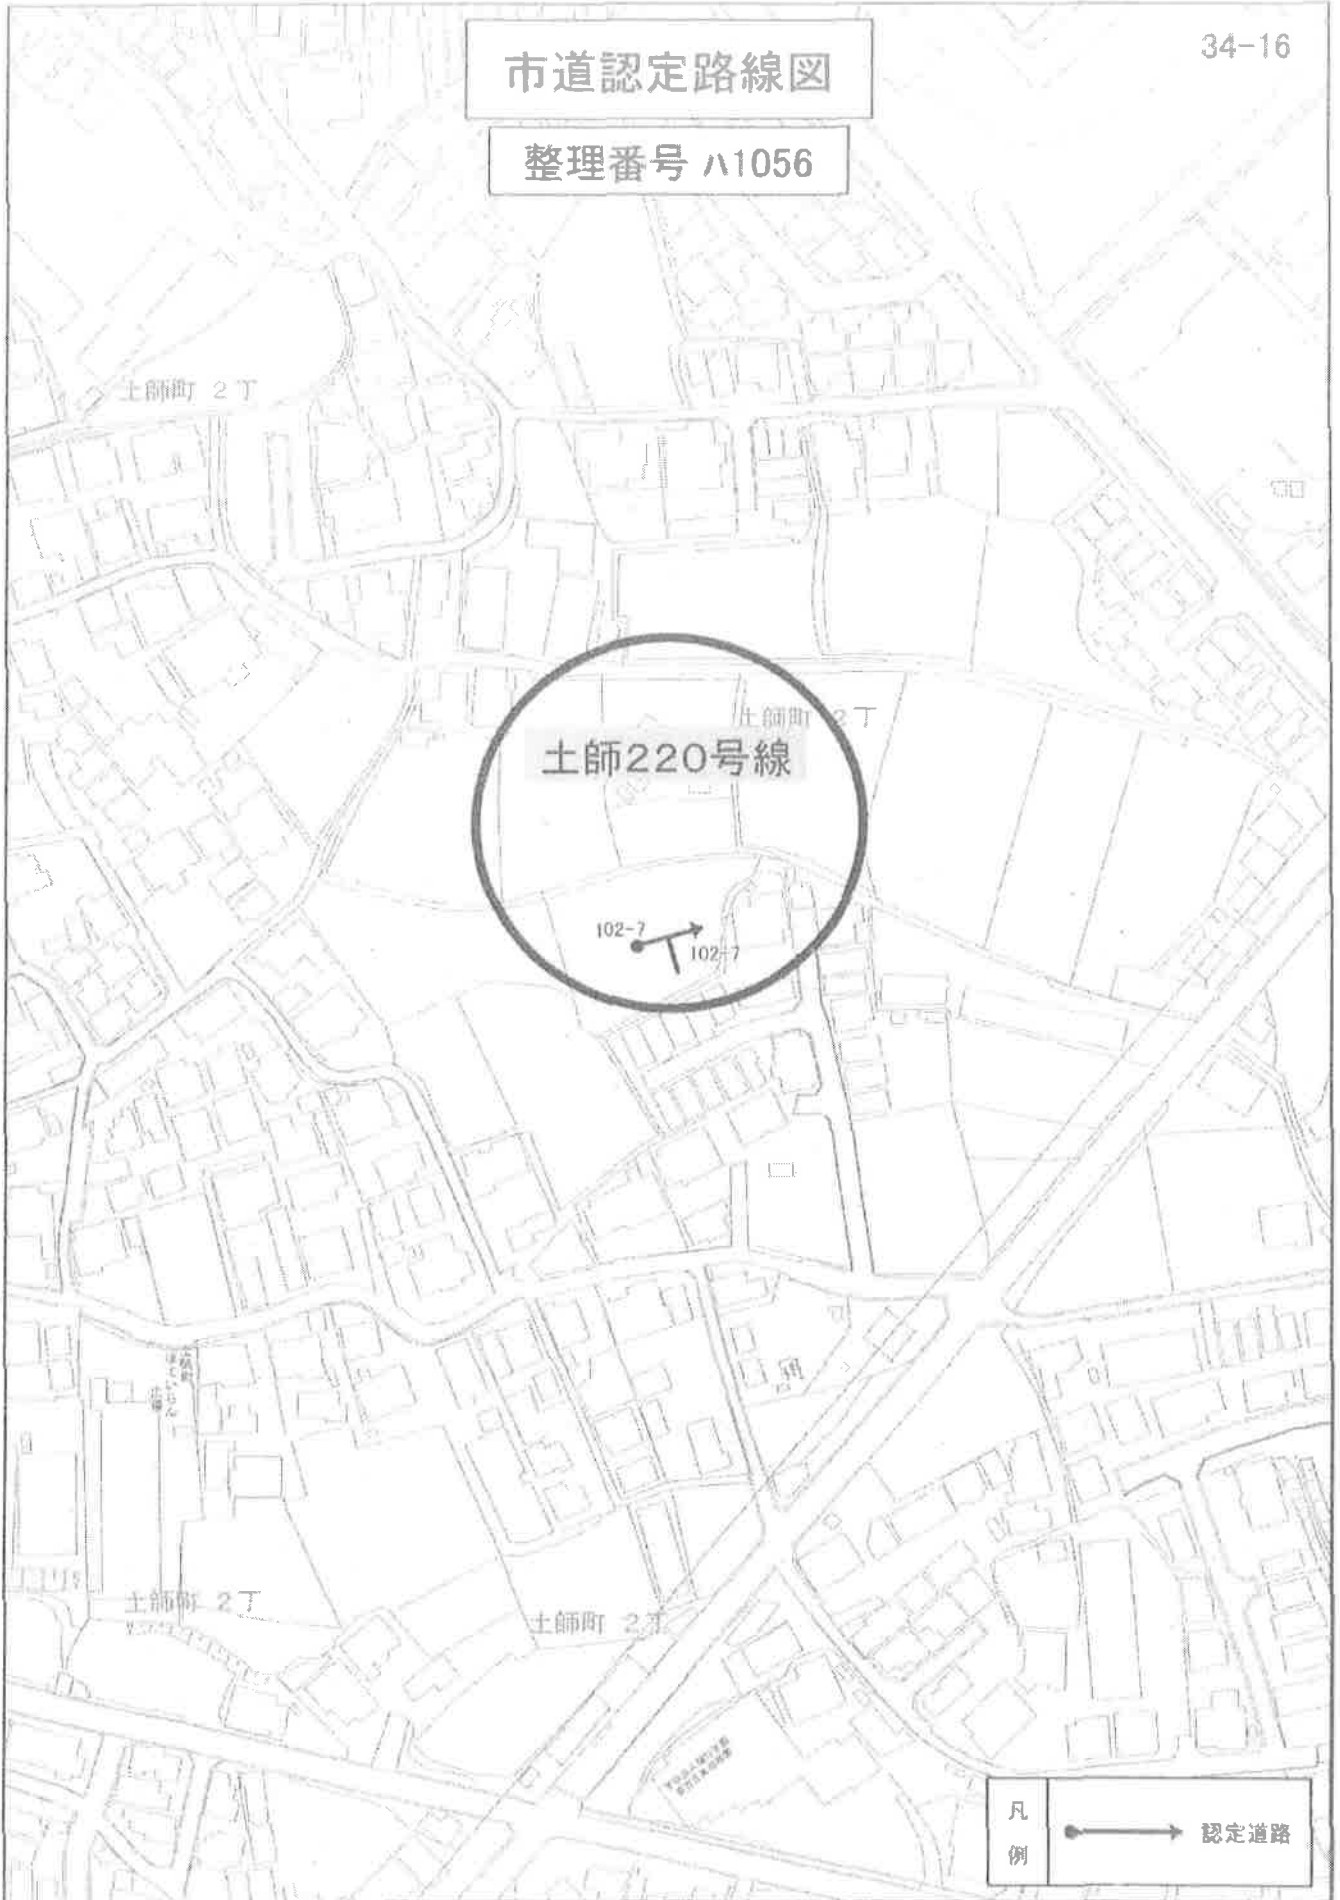 34-16
市道認定路線図
整理番号 ハ1056
土師町 2丁
土師町 2丁
土師220号線
102-7
102-7
土師町 2丁
土師町 2丁
凡例
認定道路